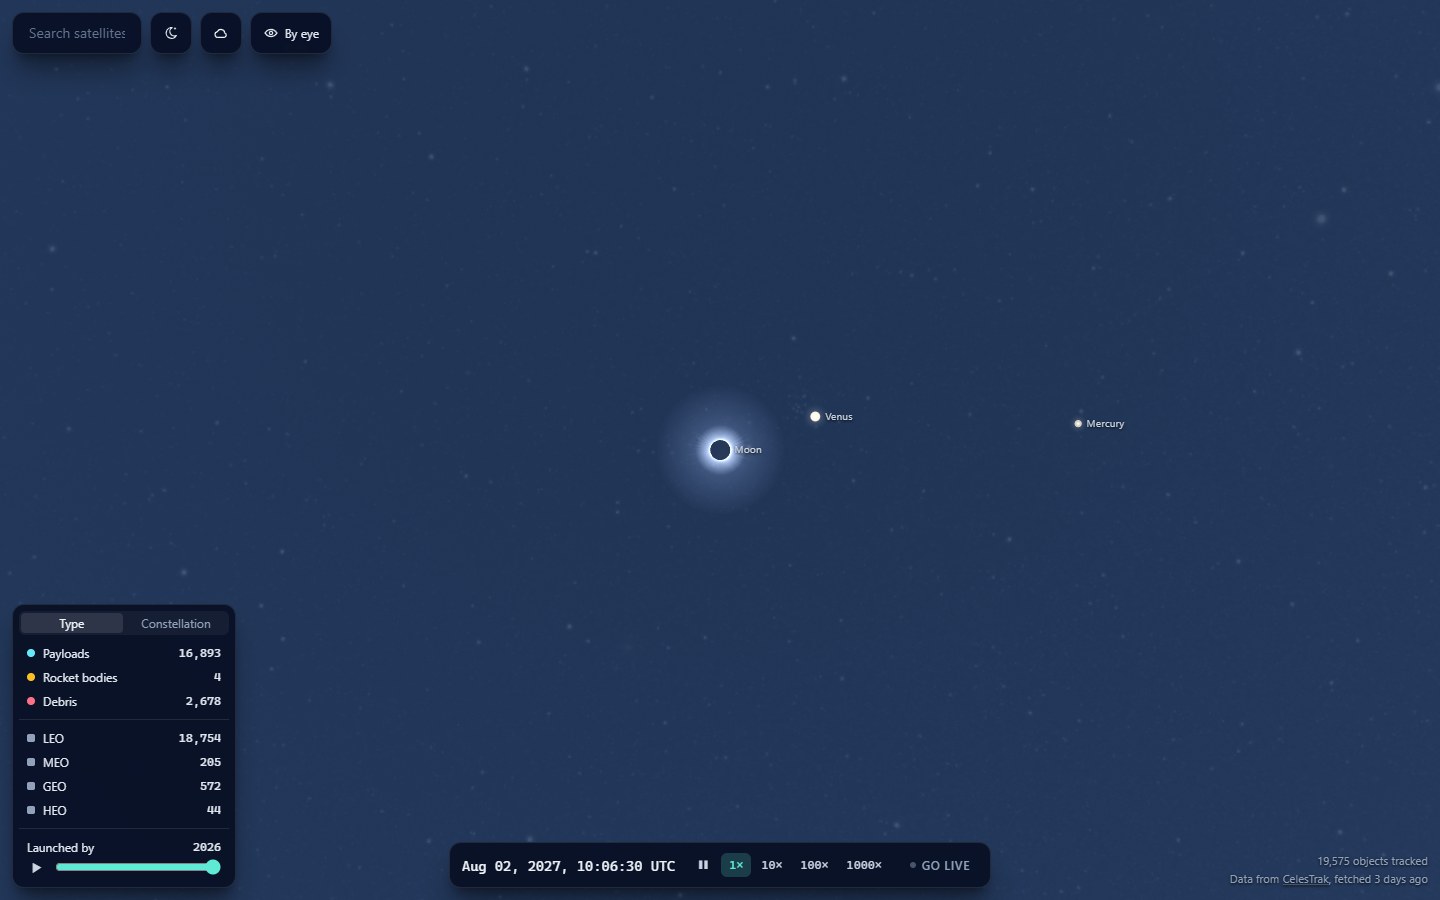 Search satellites
By eye
Venus
Mercury
Moon
Type Constellation
Payloads 16,893
Rocket bodies 4
Debris 2,678
LEO 18,754
MEO 205
GEO 572
HEO 44
Launched by 2026
Aug 02, 2027, 10:06:30 UTC 1× 10× 100× 1000× GO LIVE
19,575 objects tracked
Data from CelesTrak, fetched 3 days ago